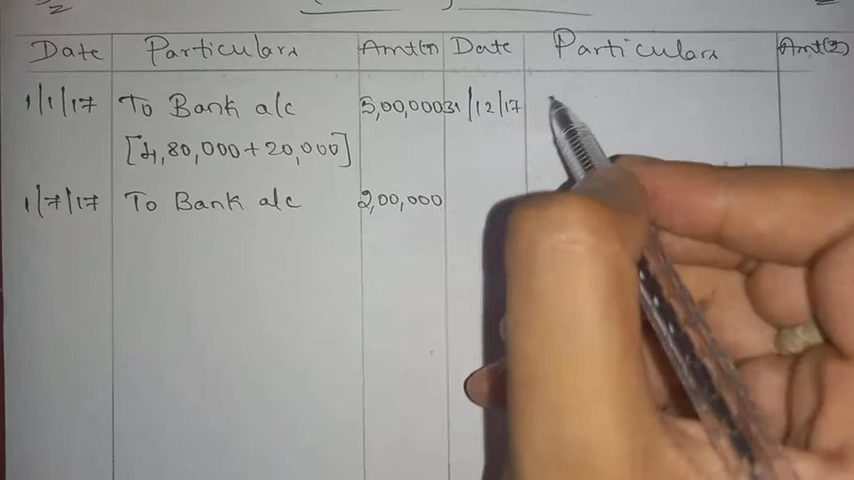 Date Particulars Amt(₹) Date Particulars Amt(₹)
1/1/17 To Bank a/c 5,00,000 31/12/17
[4,80,000+20,000]
1/7/17 To Bank a/c 2,00,000